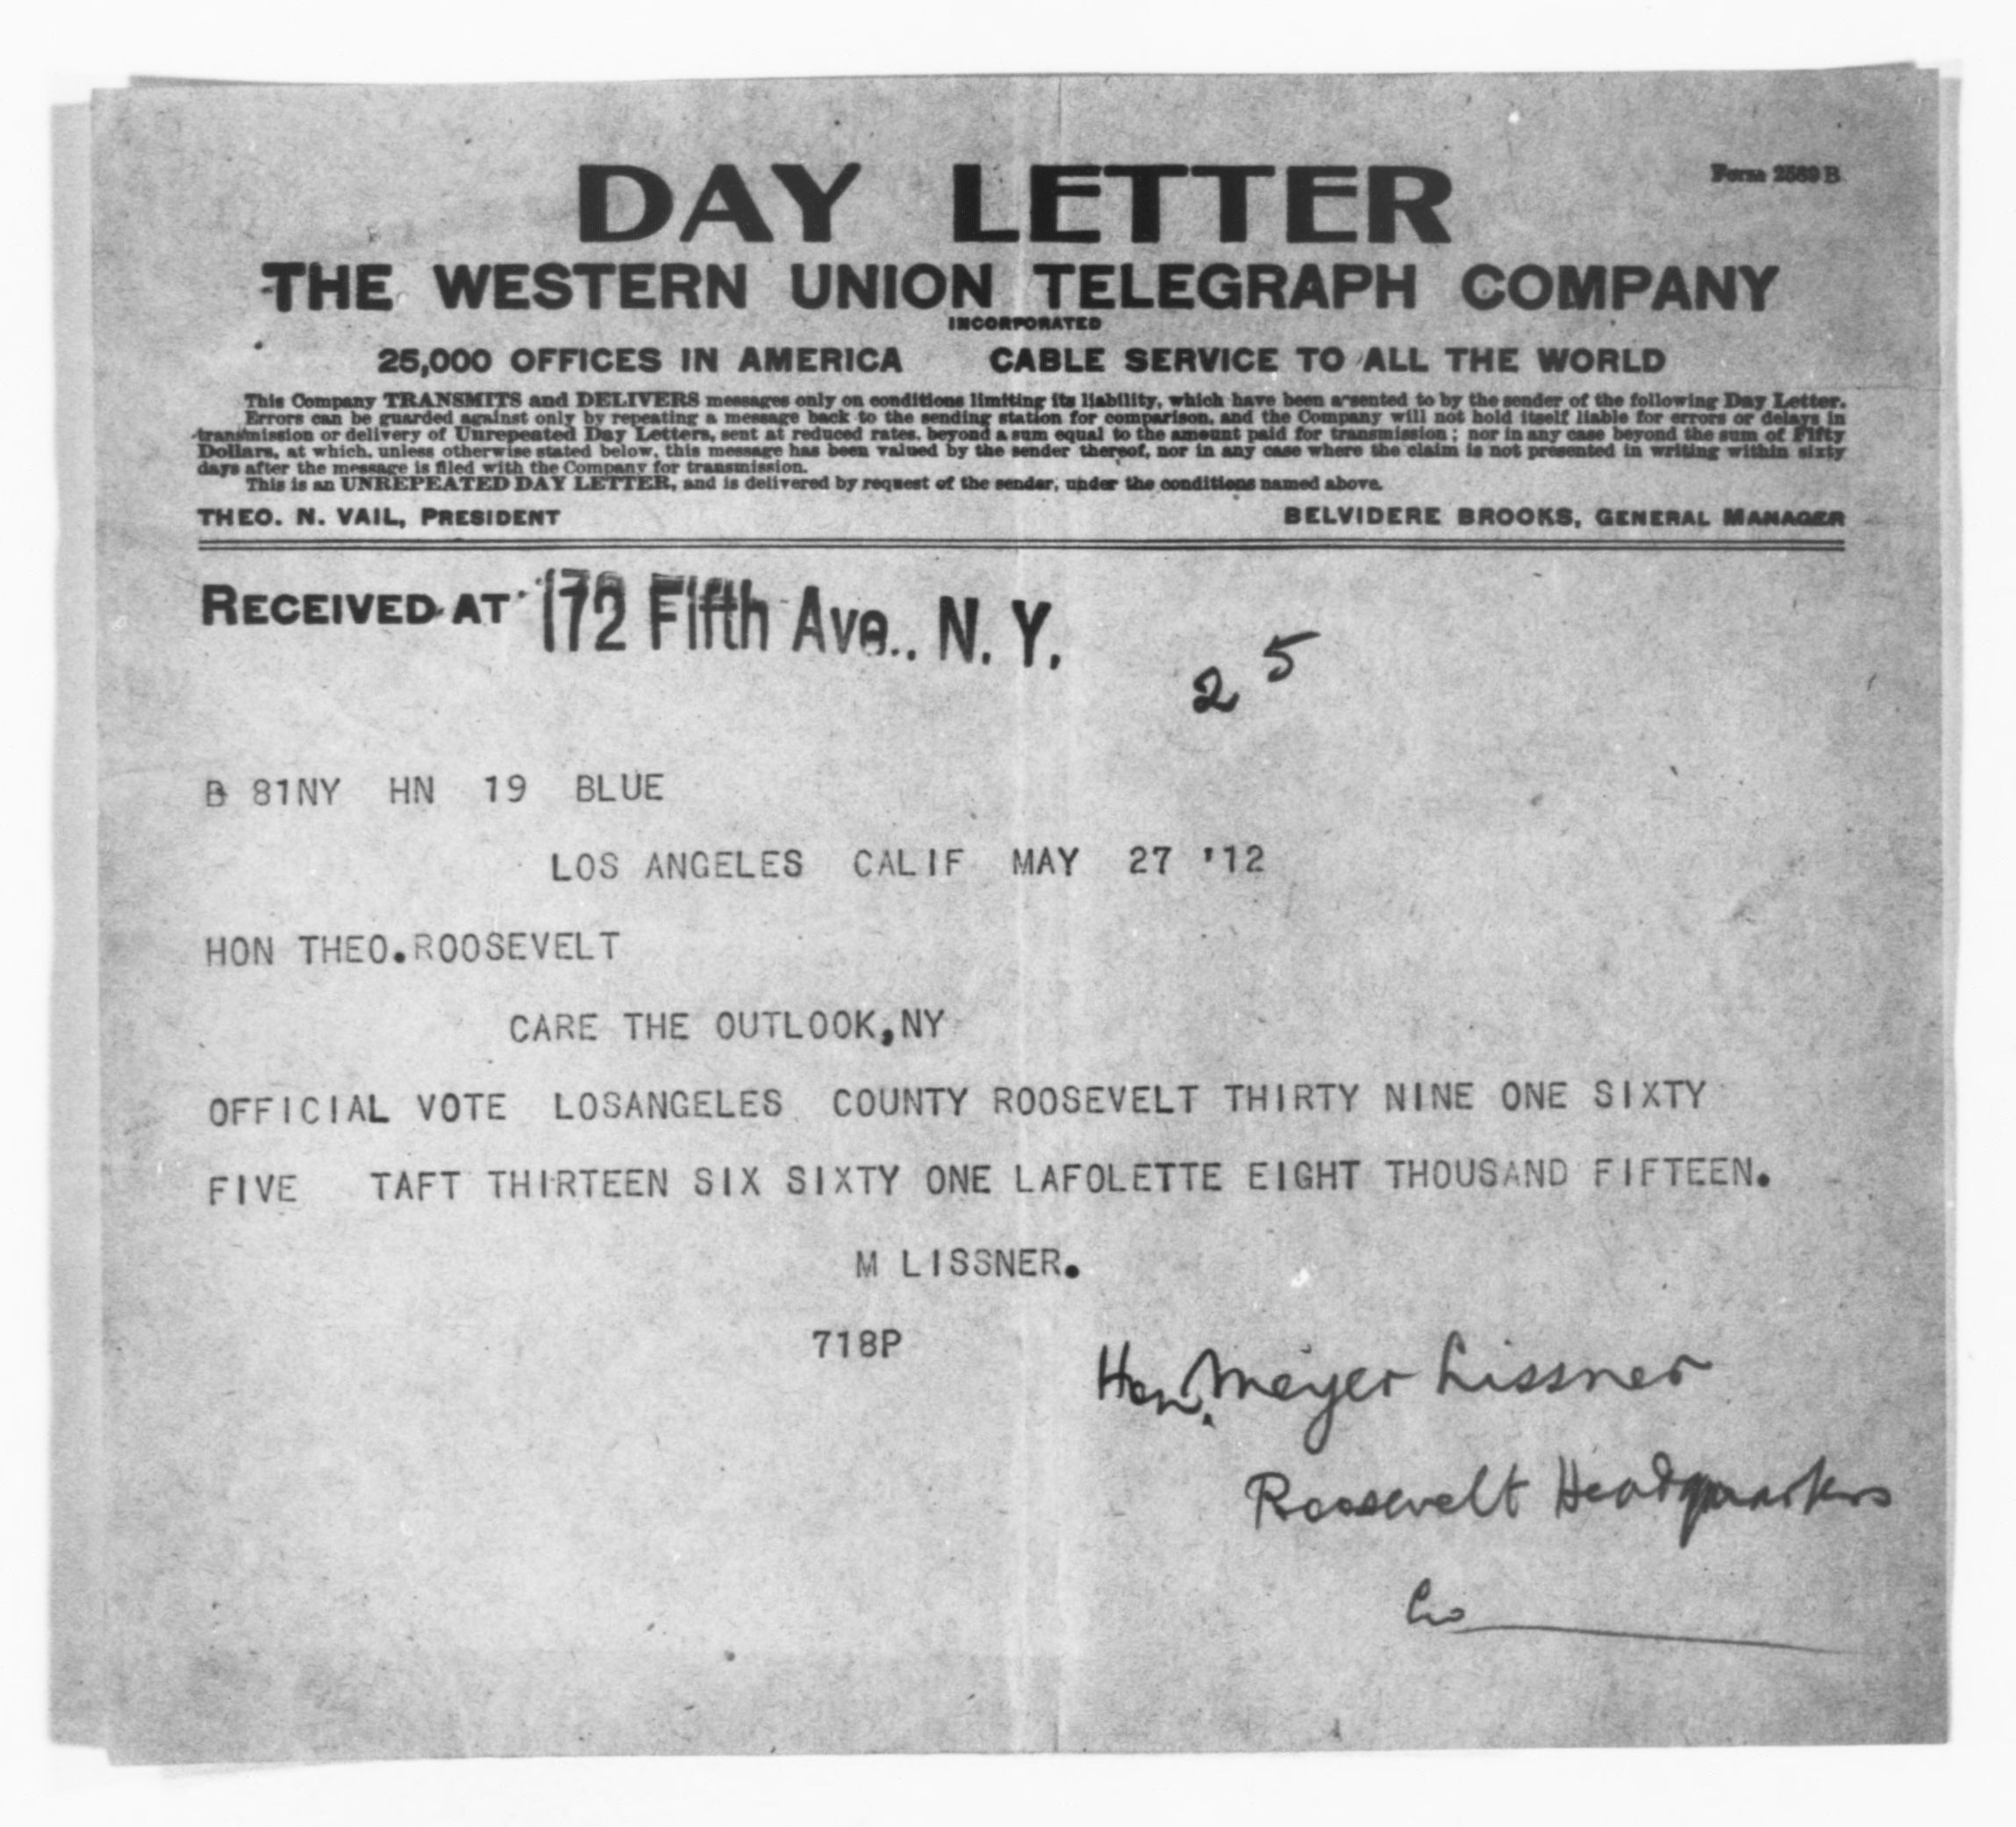 DAY LETTER
Form 2589 B
THE WESTERN UNION TELEGRAPH COMPANY
INCORPORATED
25,000 OFFICES IN AMERICA CABLE SERVICE TO ALL THE WORLD
This Company TRANSMITS and DELIVERS messages only on conditions limiting its liability, which have been assented to by the sender of the following Day Letter.
Errors can be guarded against only by repeating a message back to the sending station for comparison, and the Company will not hold itself liable for errors or delays in
transmission or delivery of Unrepeated Day Letters, sent at reduced rates, beyond a sum equal to the amount paid for transmission; nor in any case beyond the sum of Fifty
Dollars, at which, unless otherwise stated below, this message has been valued by the sender thereof, nor in any case where the claim is not presented in writing within sixty
days after the message is filed with the Company for transmission.
This is an UNREPEATED DAY LETTER, and is delivered by request of the sender, under the conditions named above.
THEO. N. VAIL, PRESIDENT BELVIDERE BROOKS, GENERAL MANAGER
RECEIVED AT 172 Fifth Ave., N. Y.
25
B 81NY HN 19 BLUE
LOS ANGELES CALIF MAY 27 '12
HON THEO.ROOSEVELT
CARE THE OUTLOOK,NY
OFFICIAL VOTE LOSANGELES COUNTY ROOSEVELT THIRTY NINE ONE SIXTY
FIVE TAFT THIRTEEN SIX SIXTY ONE LAFOLETTE EIGHT THOUSAND FIFTEEN.
M LISSNER.
718P
Hon. Meyer Lissner
Roosevelt Headquarters